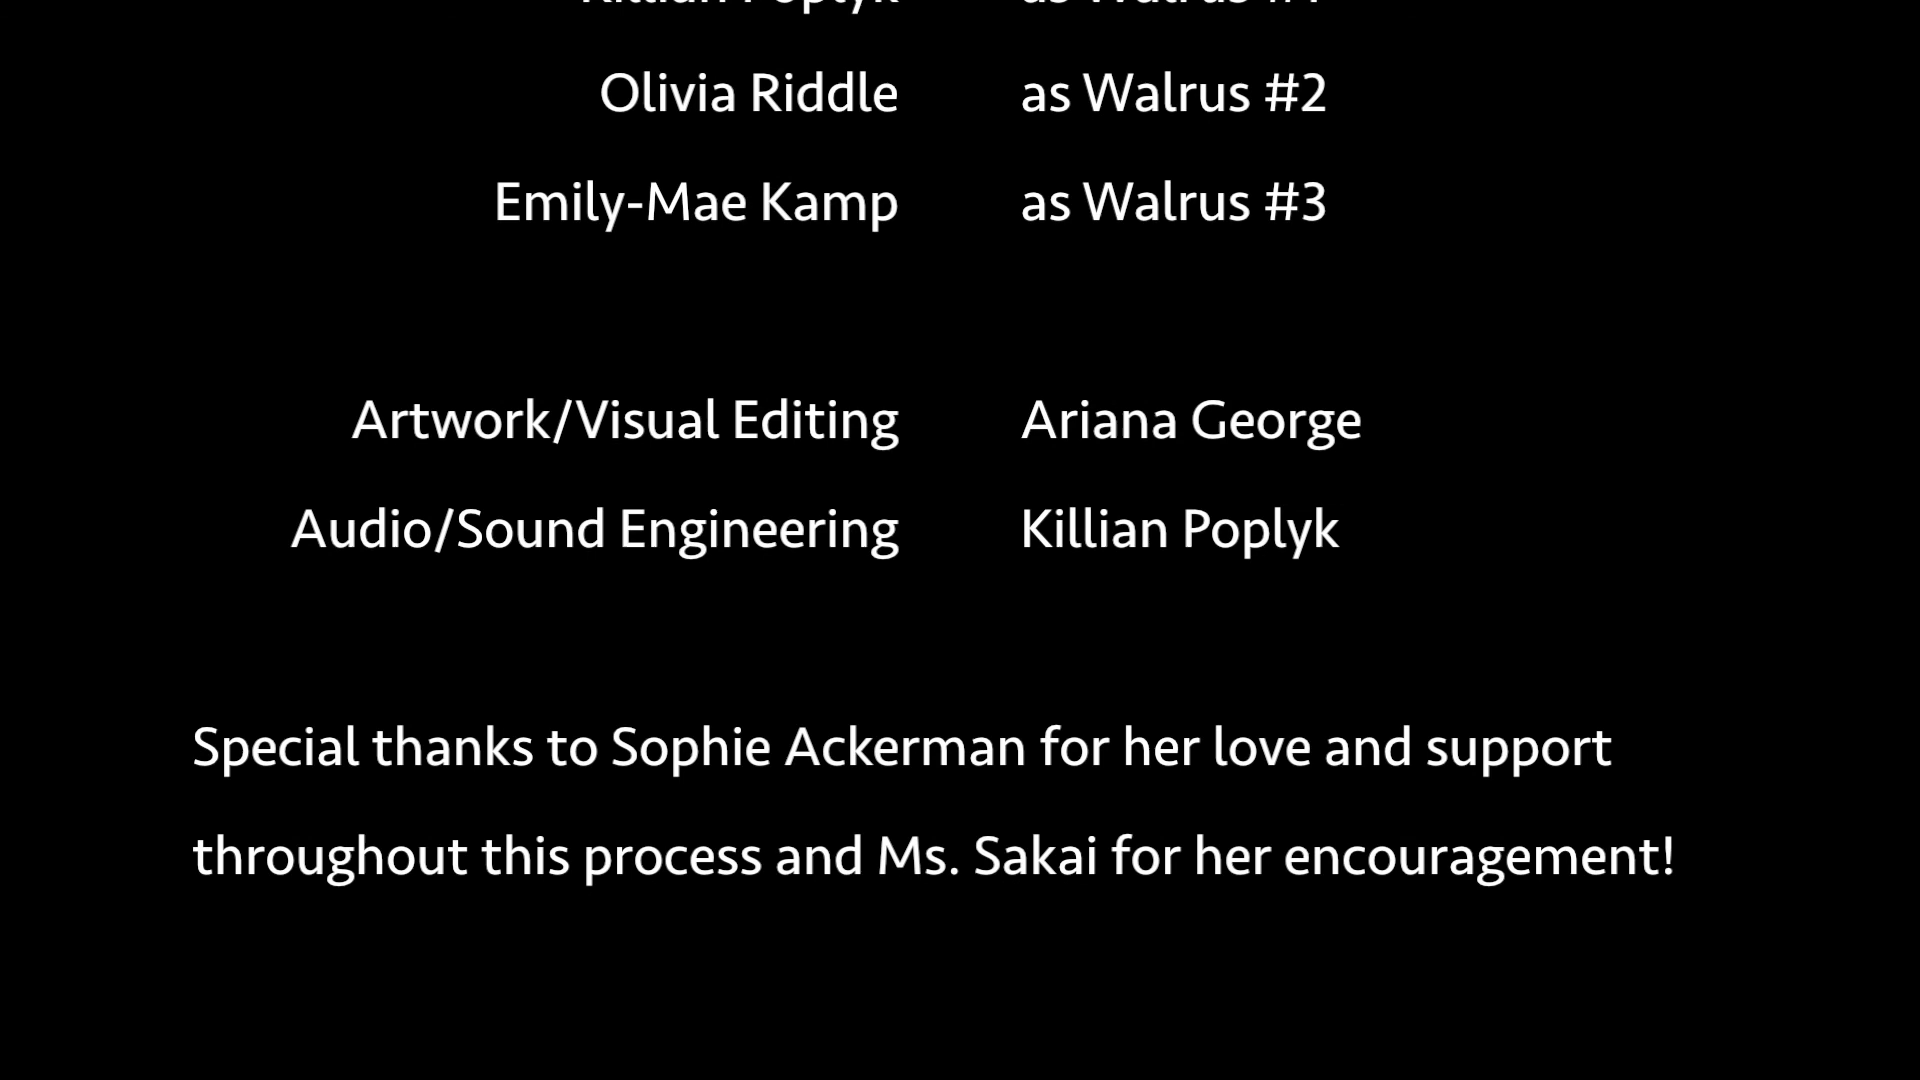 Killian Poplyk as Walrus #1
Olivia Riddle as Walrus #2
Emily-Mae Kamp as Walrus #3
Artwork/Visual Editing Ariana George
Audio/Sound Engineering Killian Poplyk
Special thanks to Sophie Ackerman for her love and support
throughout this process and Ms. Sakai for her encouragement!